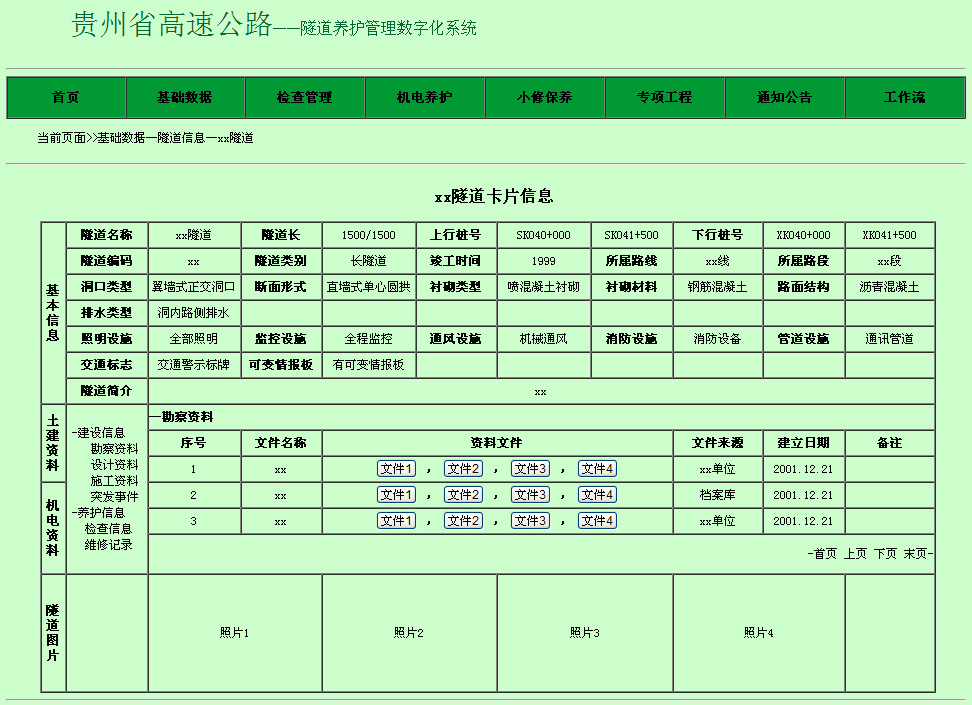 贵州省高速公路——隧道养护管理数字化系统
首页 基础数据 检查管理 机电养护 小修保养 专项工程 通知公告 工作流
当前页面>>基础数据—隧道信息—xx隧道
xx隧道卡片信息
基本信息
隧道名称 xx隧道 隧道长 1500/1500 上行桩号 SK040+000 SK041+500 下行桩号 XK040+000 XK041+500
隧道编码 xx 隧道类别 长隧道 竣工时间 1999 所属路线 xx线 所属路段 xx段
洞口类型 翼墙式正交洞口 断面形式 直墙式单心圆拱 衬砌类型 喷混凝土衬砌 衬砌材料 钢筋混凝土 路面结构 沥青混凝土
排水类型 洞内路侧排水
照明设施 全部照明 监控设施 全程监控 通风设施 机械通风 消防设施 消防设备 管道设施 通讯管道
交通标志 交通警示标牌 可变情报板 有可变情报板
隧道简介 xx
土建资料
机电资料
-建设信息
勘察资料
设计资料
施工资料
突发事件
-养护信息
检查信息
维修记录
—勘察资料
序号 文件名称 资料文件 文件来源 建立日期 备注
1 xx 文件1 , 文件2 , 文件3 , 文件4 xx单位 2001.12.21
2 xx 文件1 , 文件2 , 文件3 , 文件4 档案库 2001.12.21
3 xx 文件1 , 文件2 , 文件3 , 文件4 xx单位 2001.12.21
-首页 上页 下页 末页-
隧道图片
照片1 照片2 照片3 照片4